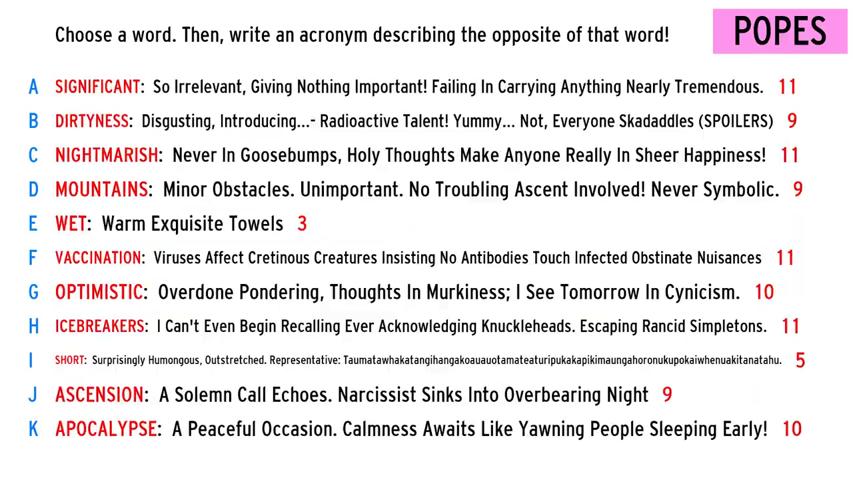 Choose a word. Then, write an acronym describing the opposite of that word!
POPES
A SIGNIFICANT: So Irrelevant, Giving Nothing Important! Failing In Carrying Anything Nearly Tremendous. 11
B DIRTYNESS: Disgusting, Introducing...- Radioactive Talent! Yummy... Not, Everyone Skadaddles (SPOILERS) 9
C NIGHTMARISH: Never In Goosebumps, Holy Thoughts Make Anyone Really In Sheer Happiness! 11
D MOUNTAINS: Minor Obstacles. Unimportant. No Troubling Ascent Involved! Never Symbolic. 9
E WET: Warm Exquisite Towels 3
F VACCINATION: Viruses Affect Cretinous Creatures Insisting No Antibodies Touch Infected Obstinate Nuisances 11
G OPTIMISTIC: Overdone Pondering, Thoughts In Murkiness; I See Tomorrow In Cynicism. 10
H ICEBREAKERS: I Can't Even Begin Recalling Ever Acknowledging Knuckleheads. Escaping Rancid Simpletons. 11
I SHORT: Surprisingly Humongous, Outstretched. Representative: Taumatawhakatangihangakoauauotamateaturipukakapikimaungahoronukupokaiwhenuakitanatahu. 5
J ASCENSION: A Solemn Call Echoes. Narcissist Sinks Into Overbearing Night 9
K APOCALYPSE: A Peaceful Occasion. Calmness Awaits Like Yawning People Sleeping Early! 10